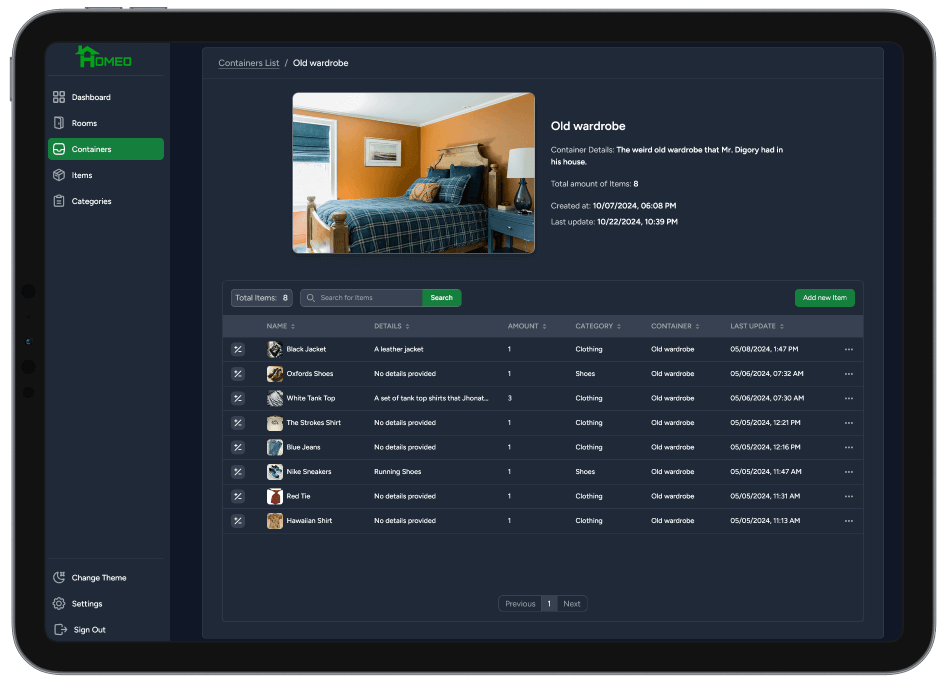 HOMEO
Containers List / Old wardrobe
Dashboard
Rooms
Containers
Items
Categories
Old wardrobe
Container Details: The weird old wardrobe that Mr. Digory had in
his house.
Total amount of Items: 8
Created at: 10/07/2024, 06:08 PM
Last update: 10/22/2024, 10:39 PM
Total Items: 8 Search for Items Search Add new Item
NAME DETAILS AMOUNT CATEGORY CONTAINER LAST UPDATE
Black Jacket A leather jacket 1 Clothing Old wardrobe 05/08/2024, 1:47 PM
Oxfords Shoes No details provided 1 Shoes Old wardrobe 05/06/2024, 07:32 AM
White Tank Top A set of tank top shirts that Jhonat... 3 Clothing Old wardrobe 05/06/2024, 07:30 AM
The Strokes Shirt No details provided 1 Clothing Old wardrobe 05/05/2024, 12:21 PM
Blue Jeans No details provided 1 Clothing Old wardrobe 05/05/2024, 12:16 PM
Nike Sneakers Running Shoes 1 Shoes Old wardrobe 05/05/2024, 11:47 AM
Red Tie No details provided 1 Clothing Old wardrobe 05/05/2024, 11:31 AM
Hawaiian Shirt No details provided 1 Clothing Old wardrobe 05/05/2024, 11:13 AM
Previous 1 Next
Change Theme
Settings
Sign Out